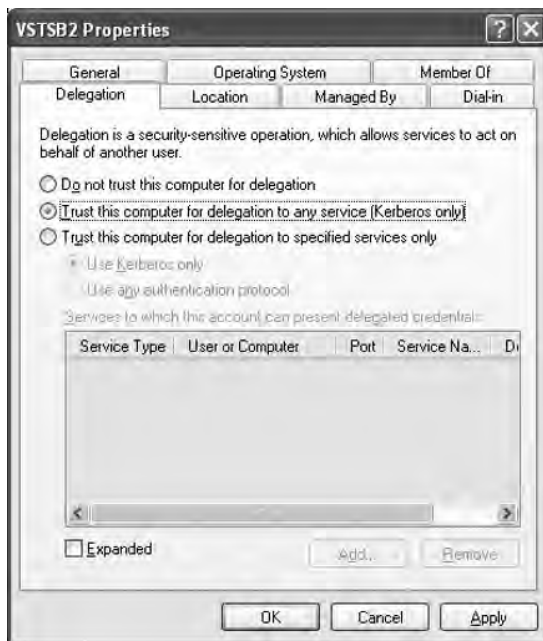 VSTSB2 Properties
General Operating System Member Of
Delegation Location Managed By Dial-in
Delegation is a security-sensitive operation, which allows services to act on
behalf of another user.
Do not trust this computer for delegation
Trust this computer for delegation to any service (Kerberos only)
Trust this computer for delegation to specified services only
Use Kerberos only
Use any authentication protocol
Services to which this account can present delegated credentials:
Service Type User or Computer Port Service Na... Do
Expanded Add... Remove
OK Cancel Apply